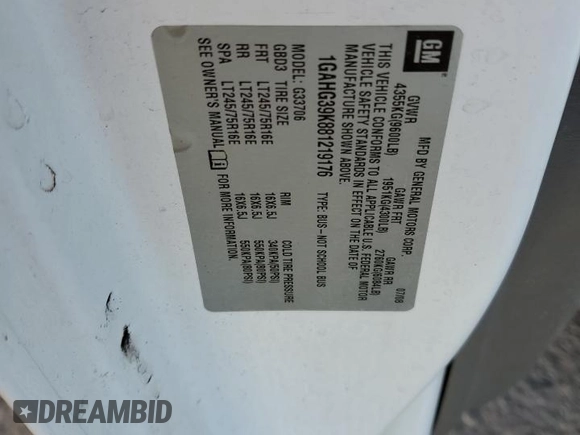 GM
MFD BY GENERAL MOTORS CORP. 07/08
GVWR GAWR FRT GAWR RR
4355KG(9600LB) 1951KG(4300LB) 2760KG(6084LB)
THIS VEHICLE CONFORMS TO ALL APPLICABLE U.S. FEDERAL MOTOR
VEHICLE SAFETY STANDARDS IN EFFECT ON THE DATE OF
MANUFACTURE SHOWN ABOVE.
1GAHG39K881219176 TYPE: BUS-NOT SCHOOL BUS
MODEL: G33706
GBD3 TIRE SIZE RIM COLD TIRE PRESSURE
FRT LT245/75R16E 16X6.5J 340KPA(50PSI)
RR LT245/75R16E 16X6.5J 550KPA(80PSI)
SPA LT245/75R16E 16X6.5J 550KPA(80PSI)
SEE OWNER'S MANUAL FOR MORE INFORMATION.
DREAMBID